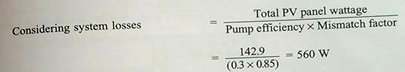 Considering system losses = Total PV panel wattage / Pump efficiency × Mismatch factor
= 142.9 / (0.3 × 0.85) = 560 W